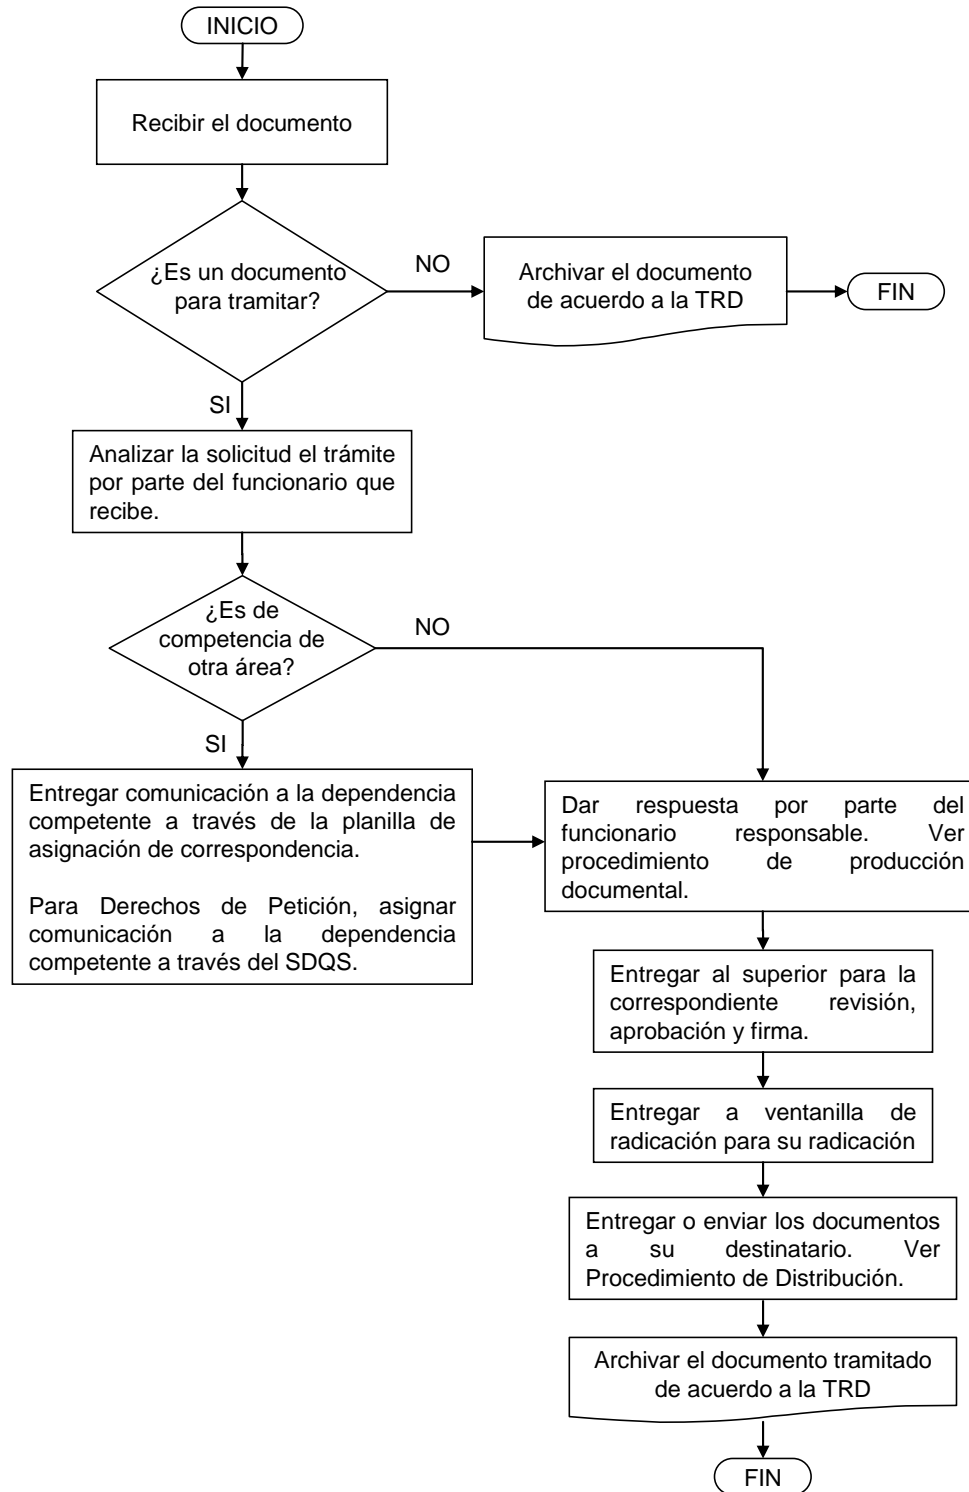 INICIO
Recibir el documento
¿Es un documento
para tramitar?
NO
Archivar el documento
de acuerdo a la TRD
FIN
SI
Analizar la solicitud el trámite
por parte del funcionario que
recibe.
¿Es de
competencia de
otra área?
NO
SI
Entregar comunicación a la dependencia
competente a través de la planilla de
asignación de correspondencia.
Para Derechos de Petición, asignar
comunicación a la dependencia
competente a través del SDQS.
Dar respuesta por parte del
funcionario responsable. Ver
procedimiento de producción
documental.
Entregar al superior para la
correspondiente revisión,
aprobación y firma.
Entregar a ventanilla de
radicación para su radicación
Entregar o enviar los documentos
a su destinatario. Ver
Procedimiento de Distribución.
Archivar el documento tramitado
de acuerdo a la TRD
FIN